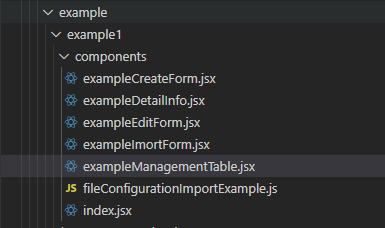 example
example1
components
exampleCreateForm.jsx
exampleDetailInfo.jsx
exampleEditForm.jsx
exampleImortForm.jsx
exampleManagementTable.jsx
JS fileConfigurationImportExample.js
index.jsx